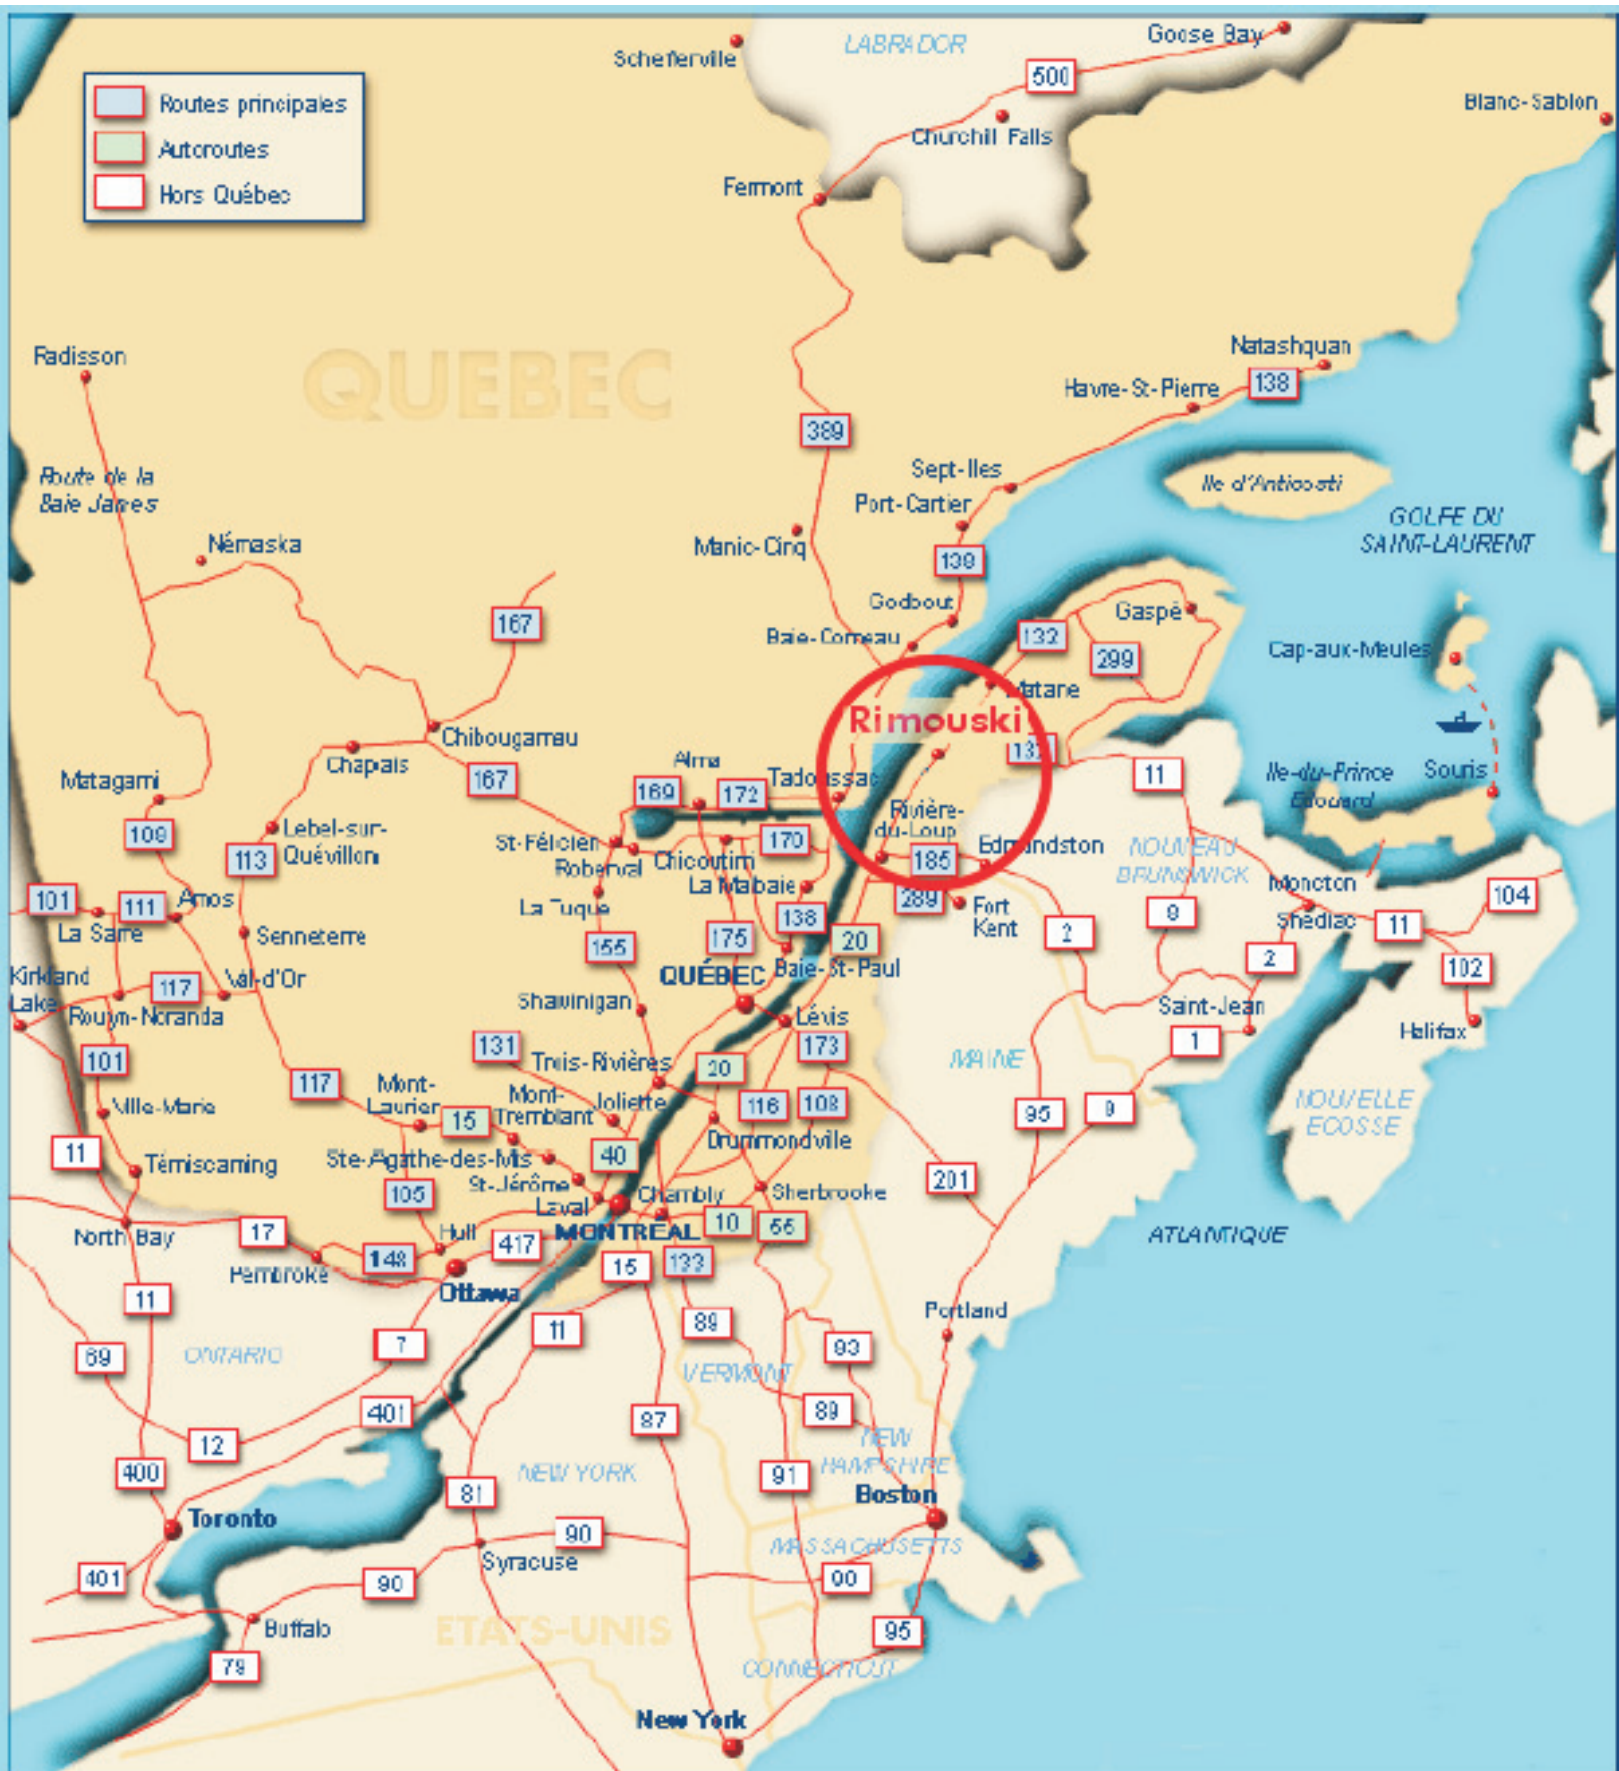 Routes principales
Autoroutes
Hors Québec
LABRADOR
Goose Bay
Schefferville
500
Blanc-Sablon
Churchill Falls
Fermont
QUEBEC
Radisson
Natashquan
Havre-St-Pierre
138
389
Route de la
Baie James
Sept-Iles
Port-Cartier
Ile d'Anticosti
GOLFE DU
SAINT-LAURENT
Némaska
Manic-Cinq
138
Godbout
Baie-Comeau
167
132
Gaspé
299
Cap-aux-Meules
Matane
Rimouski
132
Chibougamau
Chapais
167
Matagami
Alma
169
172
Tadoussac
11
Ile-du-Prince
Edouard
Souris
109
Lebel-sur-
Quévillon
113
St-Félicien
Roberval
Chicoutim
170
Rivière-
du-Loup
185
Edmundston
NOUVEAU
BRUNSWICK
La Malbaie
101
111
Amos
La Sarre
Senneterre
La Tuque
138
289
Fort
Kent
Moncton
Shédiac
104
155
175
20
2
8
11
Kirkland
Lake
117
Val-d'Or
Rouyn-Noranda
QUÉBEC
Baie-St-Paul
2
102
Shawinigan
Lévis
Saint-Jean
Halifax
101
131
Trois-Rivières
20
173
MAINE
1
117
Mont-
Laurier
15
Mont-
Tremblant
Joliette
116
108
95
9
NOUVELLE
ECOSSE
Ville-Marie
11
Témiscaming
Ste-Agathe-des-Mts
St-Jérôme
40
Drummondville
105
Laval
Chambly
Sherbrooke
201
North Bay
17
Hull
417
MONTREAL
10
55
ATLANTIQUE
Pembroke
148
Ottawa
15
133
11
7
11
89
Portland
93
69
ONTARIO
VERMONT
401
12
87
89
NEW
HAMPSHIRE
400
81
NEW YORK
91
Boston
Toronto
90
Syracuse
MASSACHUSETTS
401
90
90
Buffalo
ETATS-UNIS
95
79
CONNECTICUT
New York